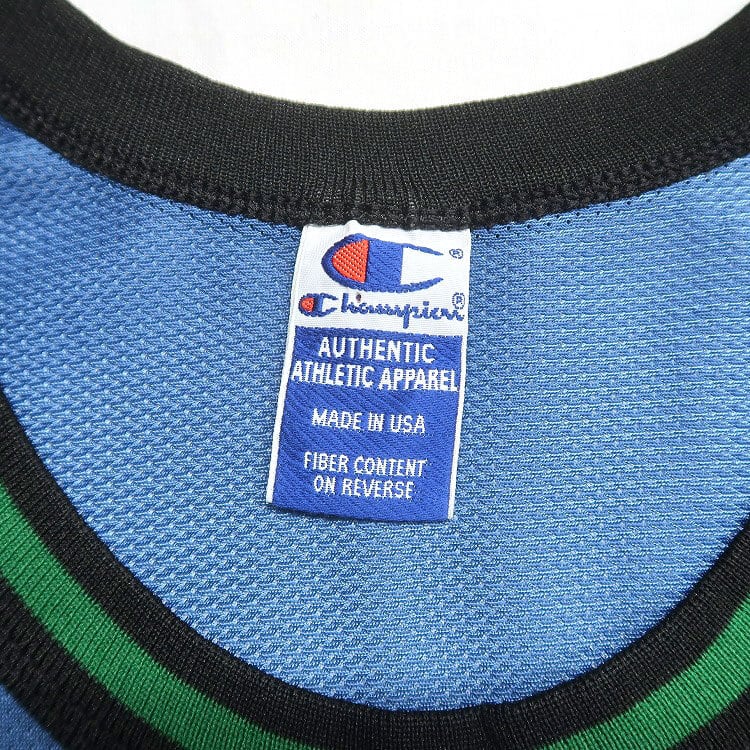 Champion®
AUTHENTIC
ATHLETIC APPAREL
MADE IN USA
FIBER CONTENT
ON REVERSE